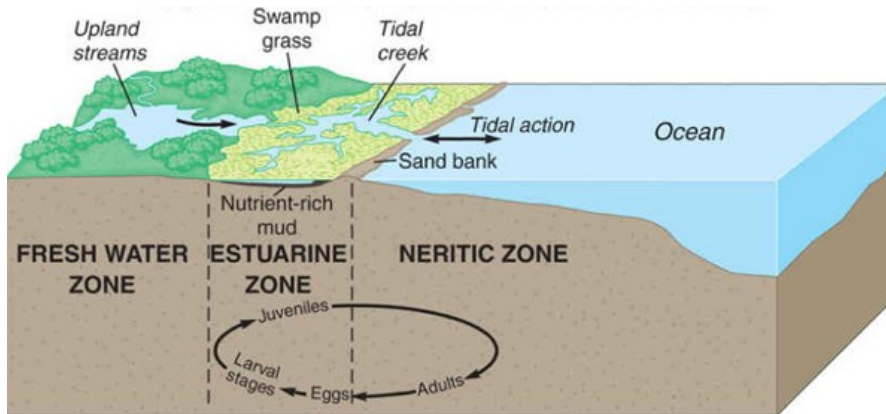 Upland
streams
Swamp
grass
Tidal
creek
Tidal action
Ocean
Sand bank
Nutrient-rich
mud
FRESH WATER
ZONE
ESTUARINE
ZONE
NERITIC ZONE
Juveniles
Larval
stages
Eggs
Adults